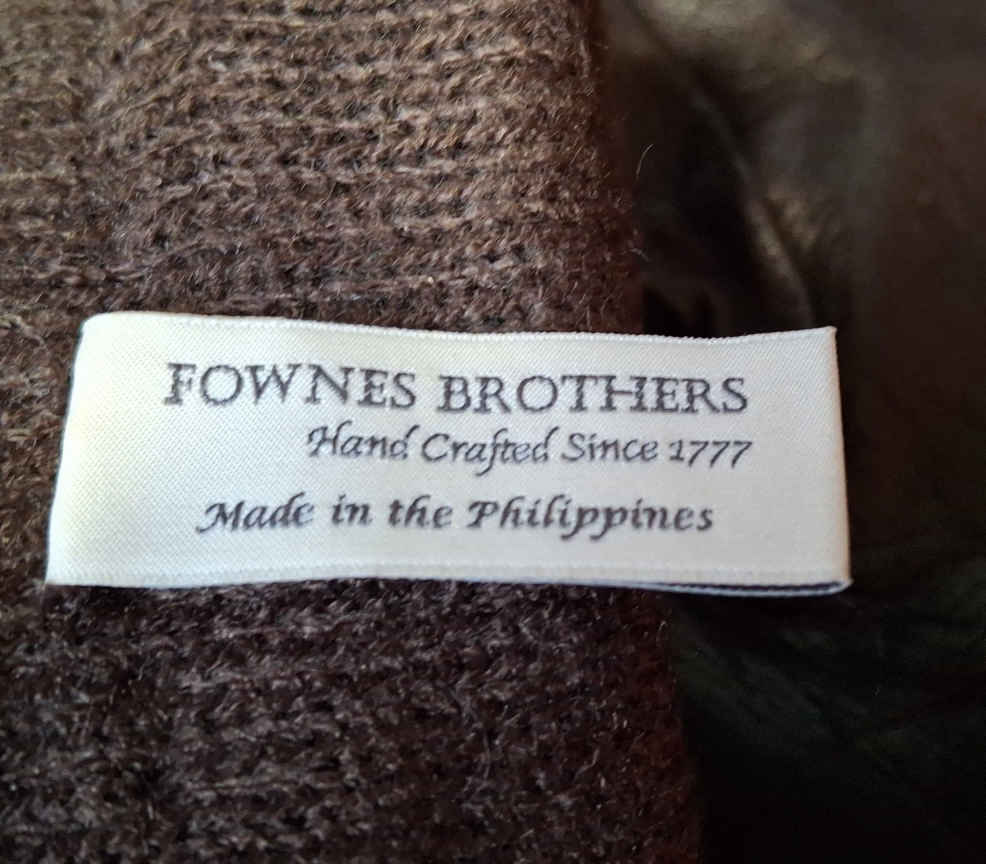 FOWNES BROTHERS
Hand Crafted Since 1777
Made in the Philippines